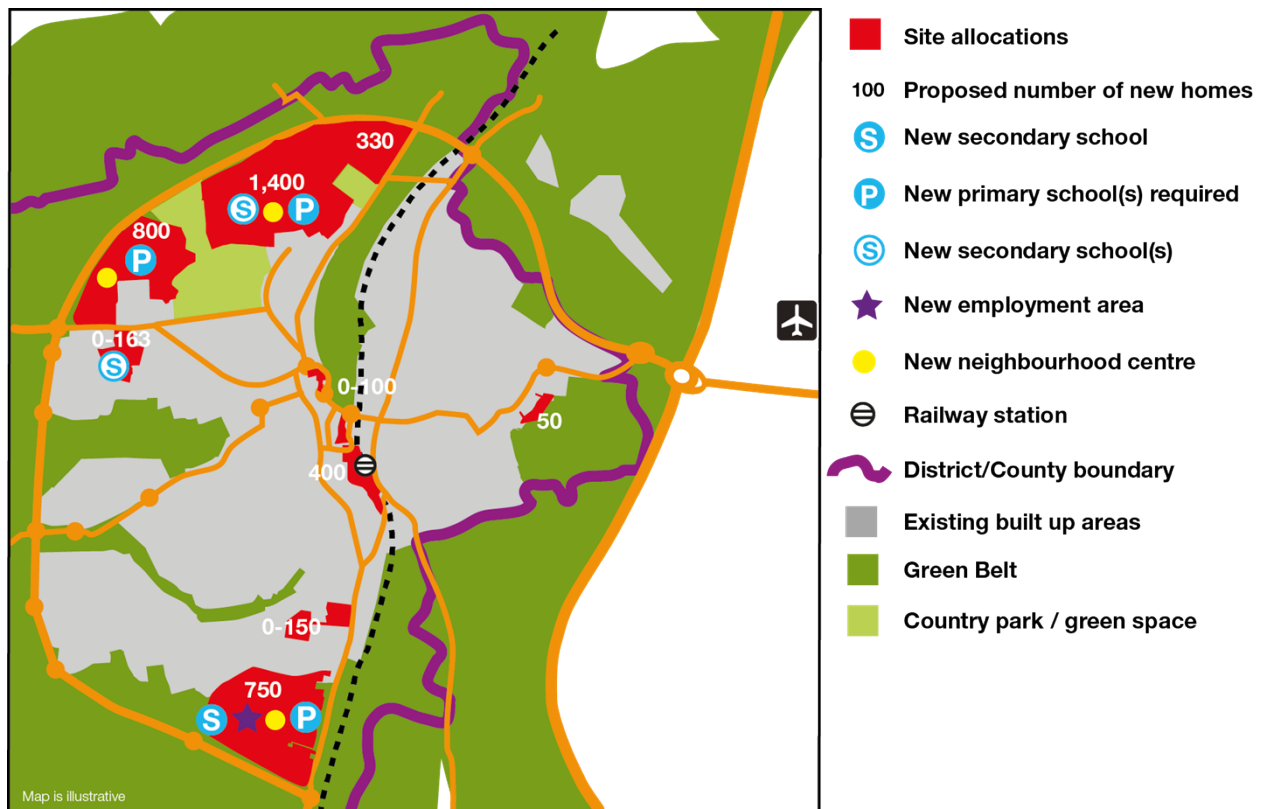 330
1,400
S
P
800
P
0-163
S
0-100
50
400
0-150
750
S
P
Map is illustrative
Site allocations
100 Proposed number of new homes
S New secondary school
P New primary school(s) required
S New secondary school(s)
New employment area
New neighbourhood centre
Railway station
District/County boundary
Existing built up areas
Green Belt
Country park / green space